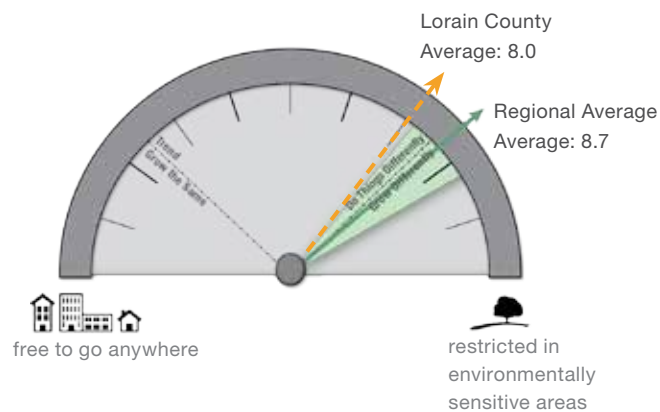 Lorain County
Average: 8.0
Regional Average
Average: 8.7
Trend
Grow the Same
Do Things Differently
Grow Differently
free to go anywhere
restricted in
environmentally
sensitive areas